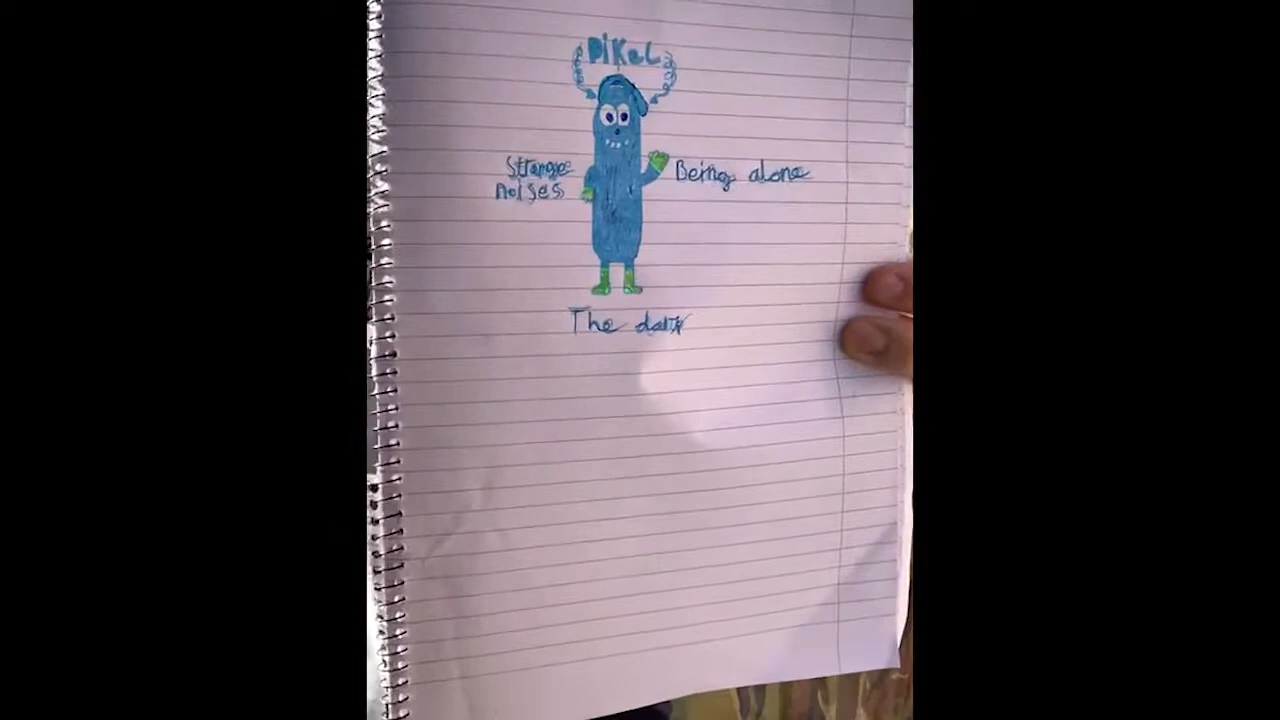 Pikel
Strange
noises
Being alone
The dark